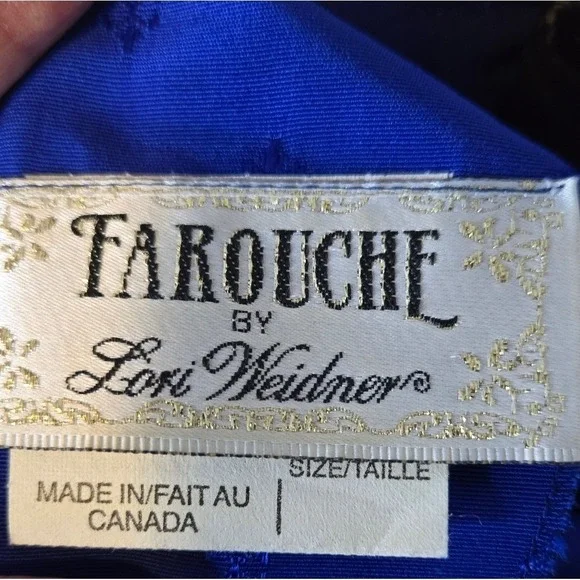 FAROUCHE
BY
Lori Weidner
SIZE/TAILLE
MADE IN/FAIT AU
CANADA